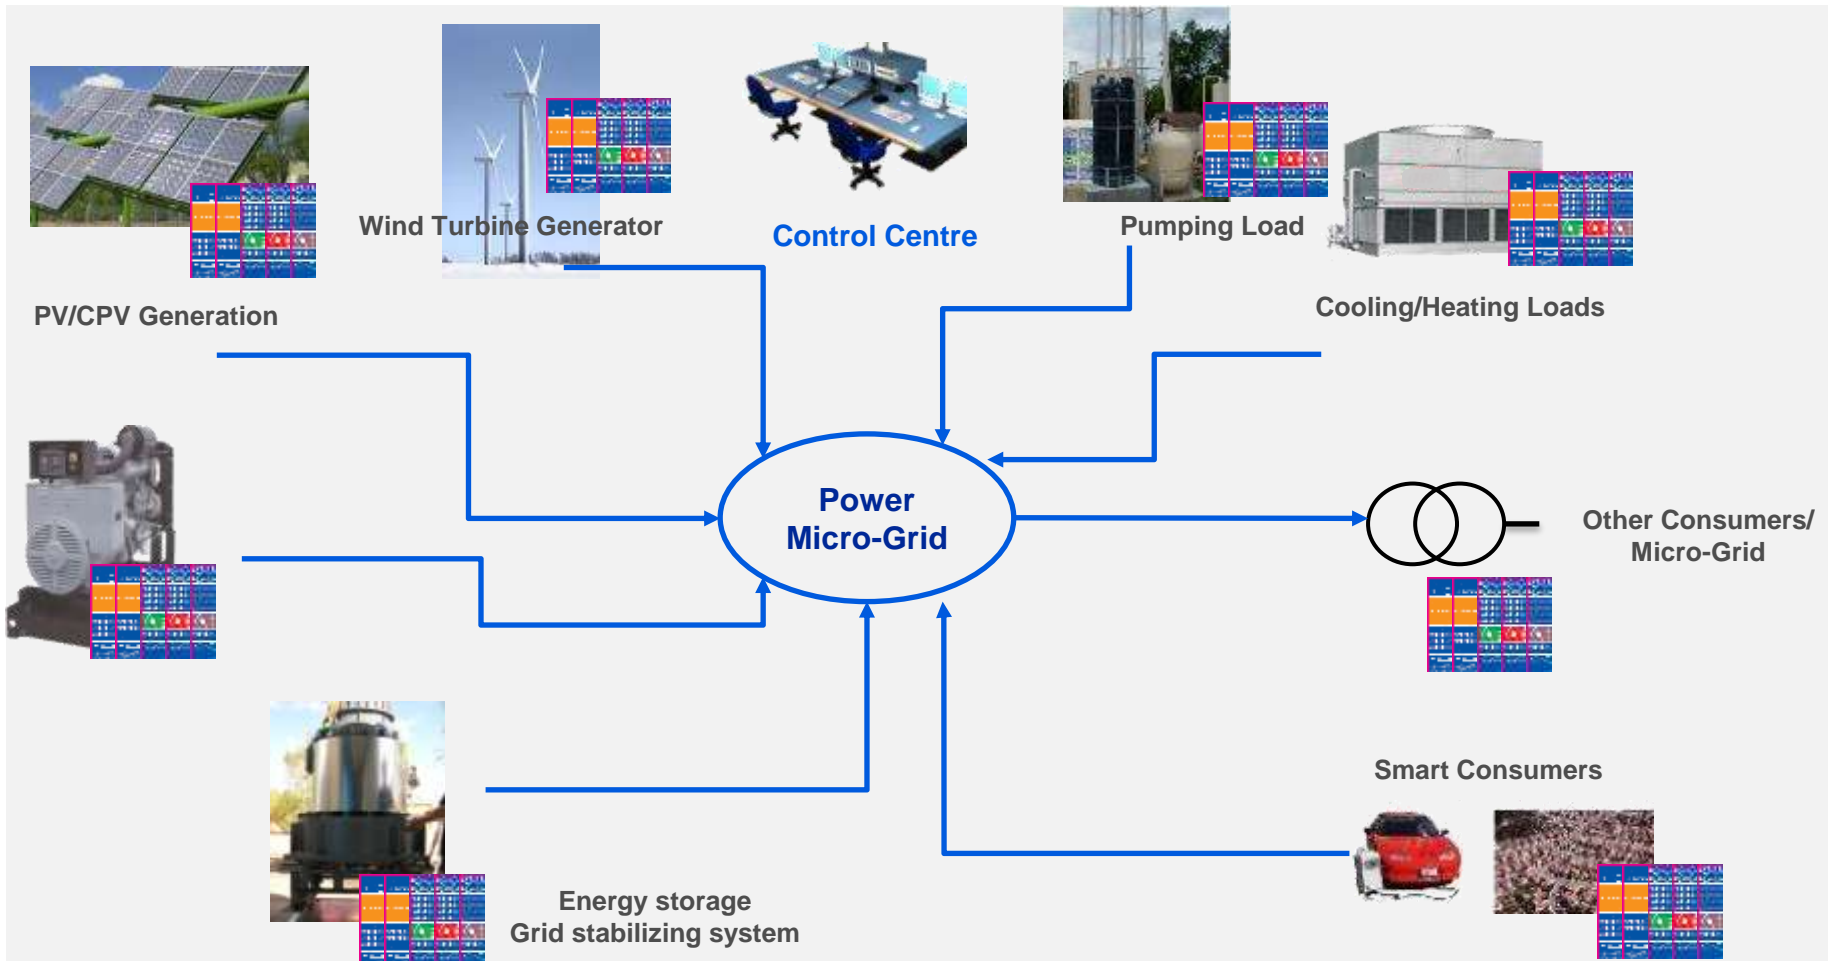 Wind Turbine Generator
Control Centre
Pumping Load
PV/CPV Generation
Cooling/Heating Loads
Power
Micro-Grid
Other Consumers/
Micro-Grid
Smart Consumers
Energy storage
Grid stabilizing system